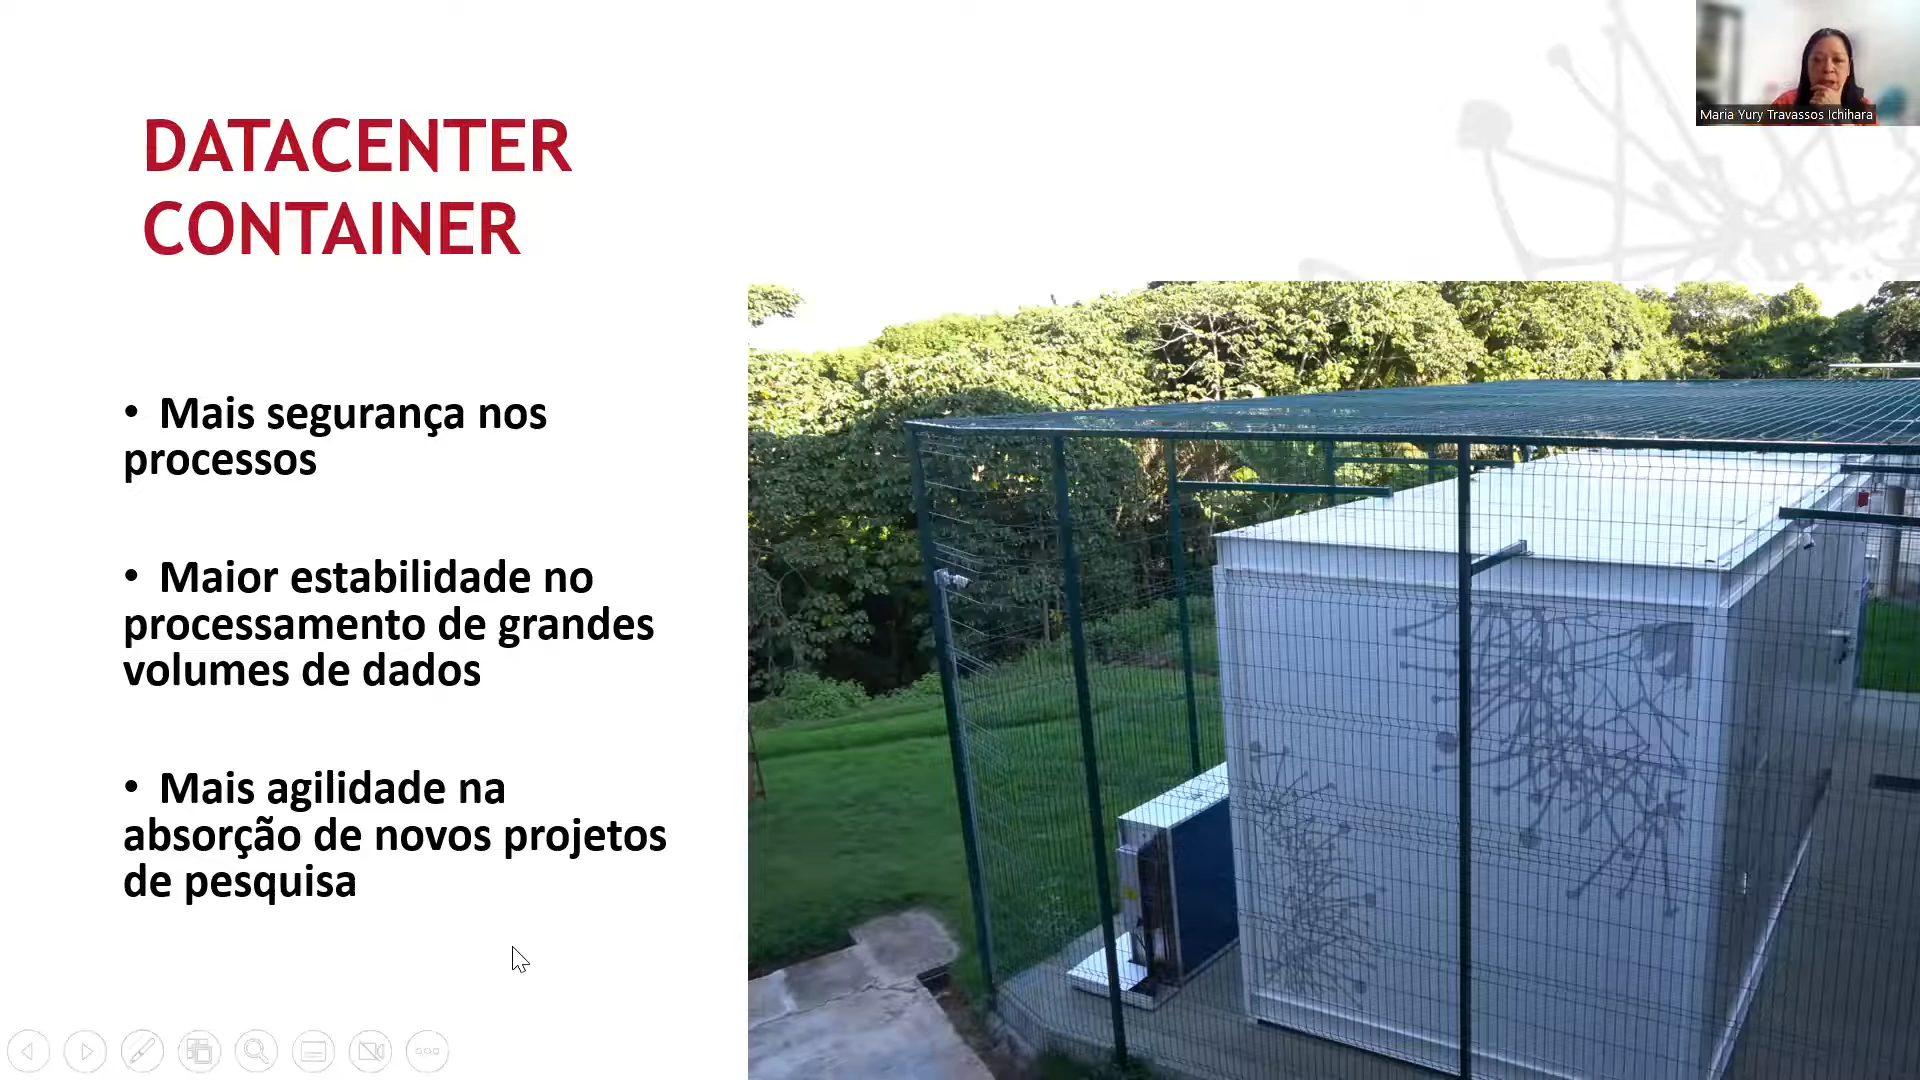 Maria Yury Travassos Ichihara
DATACENTER
CONTAINER
• Mais segurança nos
processos
• Maior estabilidade no
processamento de grandes
volumes de dados
• Mais agilidade na
absorção de novos projetos
de pesquisa